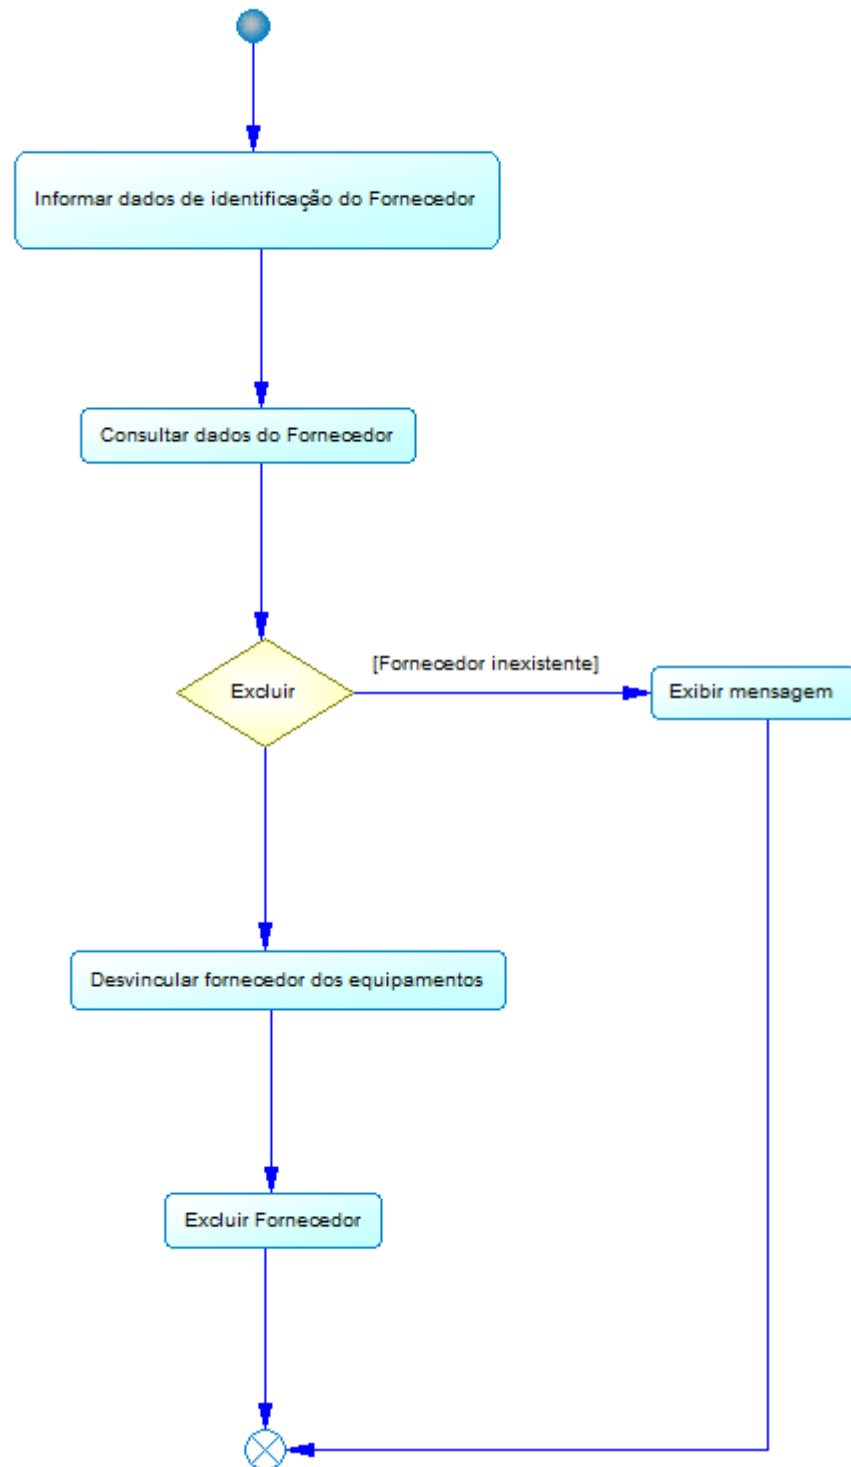 Informar dados de identificação do Fornecedor
Consultar dados do Fornecedor
Excluir
[Fornecedor inexistente]
Exibir mensagem
Desvincular fornecedor dos equipamentos
Excluir Fornecedor